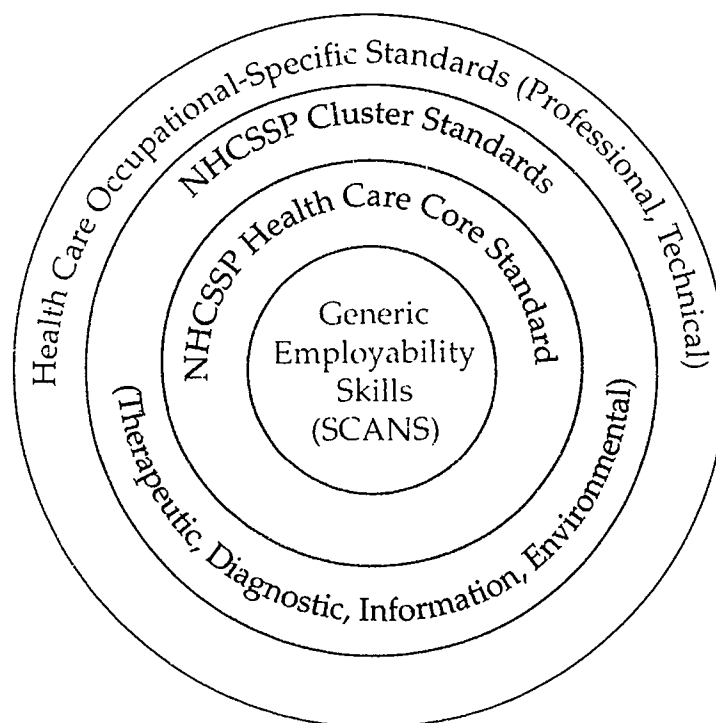 Health Care Occupational-Specific Standards (Professional, Technical)
NHCSSP Cluster Standards
(Therapeutic, Diagnostic, Information, Environmental)
NHCSSP Health Care Core Standard
Generic
Employability
Skills
(SCANS)